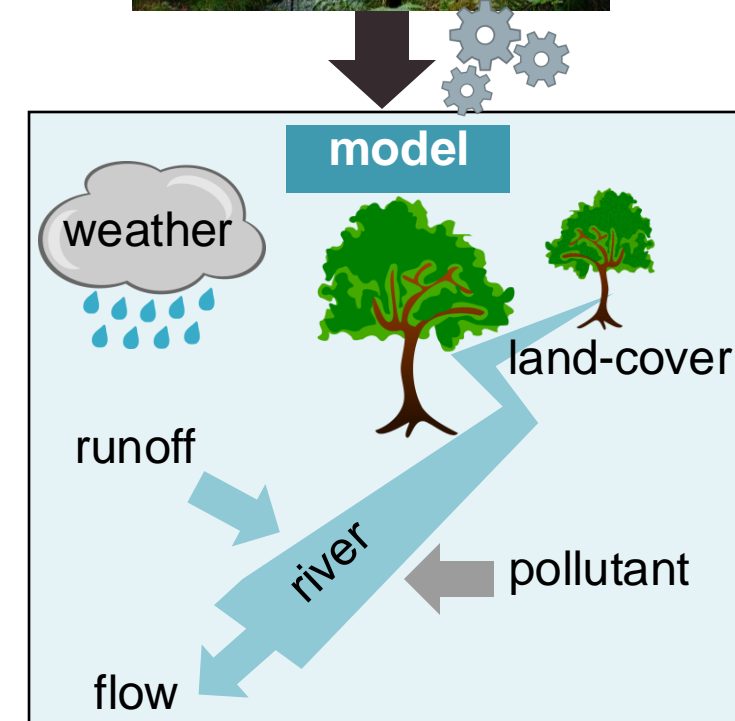 model
weather
land-cover
runoff
river
pollutant
flow